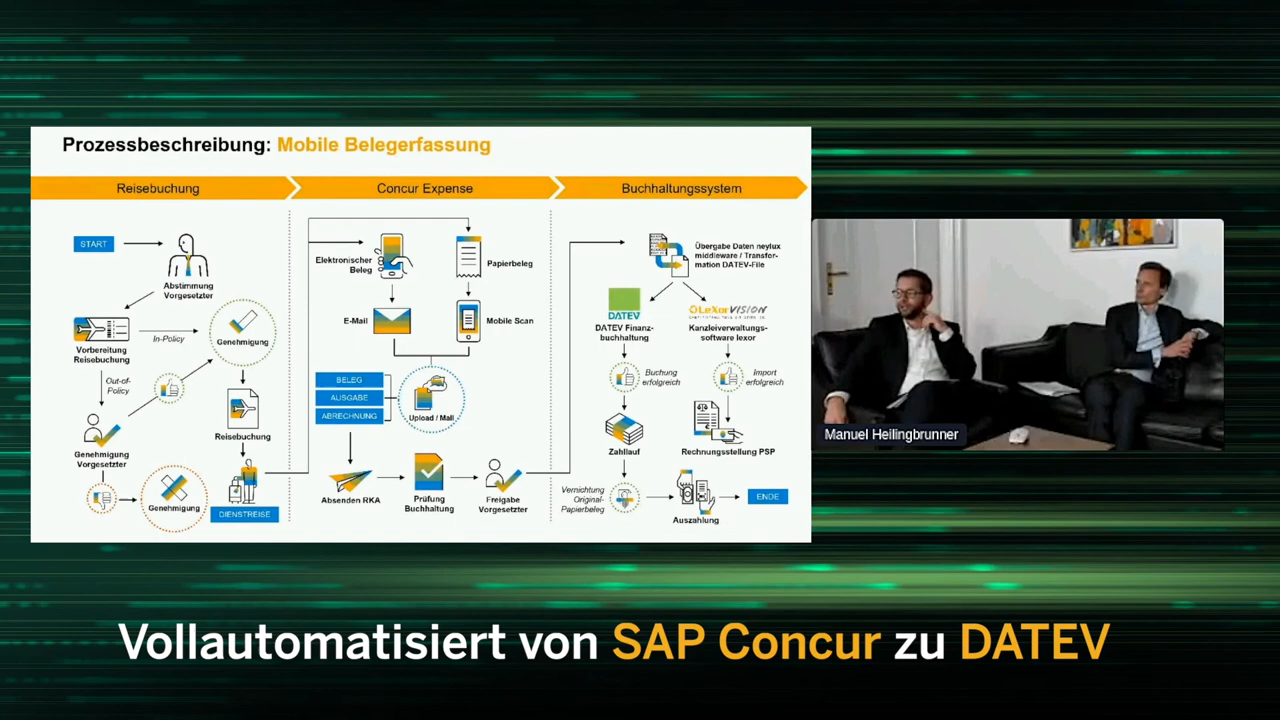 Prozessbeschreibung: Mobile Belegerfassung
Reisebuchung
Concur Expense
Buchhaltungssystem
START
Abstimmung
Vorgesetzter
Vorbereitung
Reisebuchung
In-Policy
Genehmigung
Out-of-
Policy
Genehmigung
Vorgesetzter
Reisebuchung
Genehmigung
DIENSTREISE
Elektronischer
Beleg
Papierbeleg
E-Mail
Mobile Scan
BELEG
AUSGABE
ABRECHNUNG
Upload / Mail
Absenden RKA
Prüfung
Buchhaltung
Freigabe
Vorgesetzter
Übergabe Daten neylux
middleware / Transfor-
mation DATEV-File
DATEV
DATEV Finanz-
buchhaltung
LeXorVISION
Kanzleiverwaltungs-
software lexor
Buchung
erfolgreich
Import
erfolgreich
Zahllauf
Rechnungsstellung PSP
Vernichtung
Original-
Papierbeleg
Auszahlung
ENDE
Manuel Heilingbrunner
Vollautomatisiert von SAP Concur zu DATEV